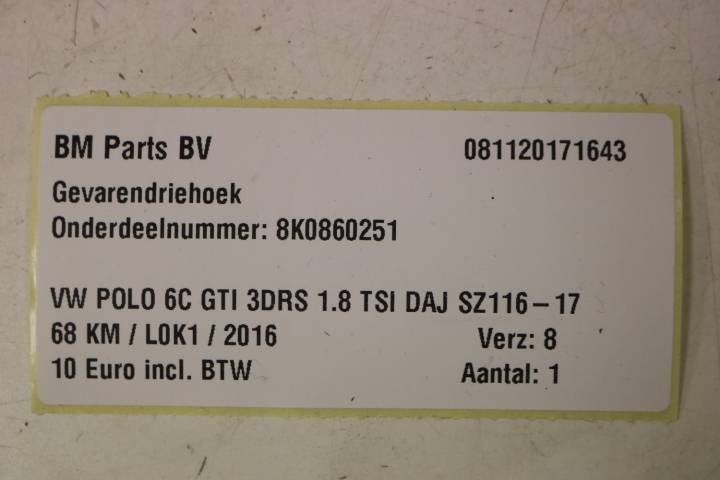 BM Parts BV 081120171643
Gevarendriehoek
Onderdeelnummer: 8K0860251
VW POLO 6C GTI 3DRS 1.8 TSI DAJ SZ116-17
68 KM / L0K1 / 2016 Verz: 8
10 Euro incl. BTW Aantal: 1